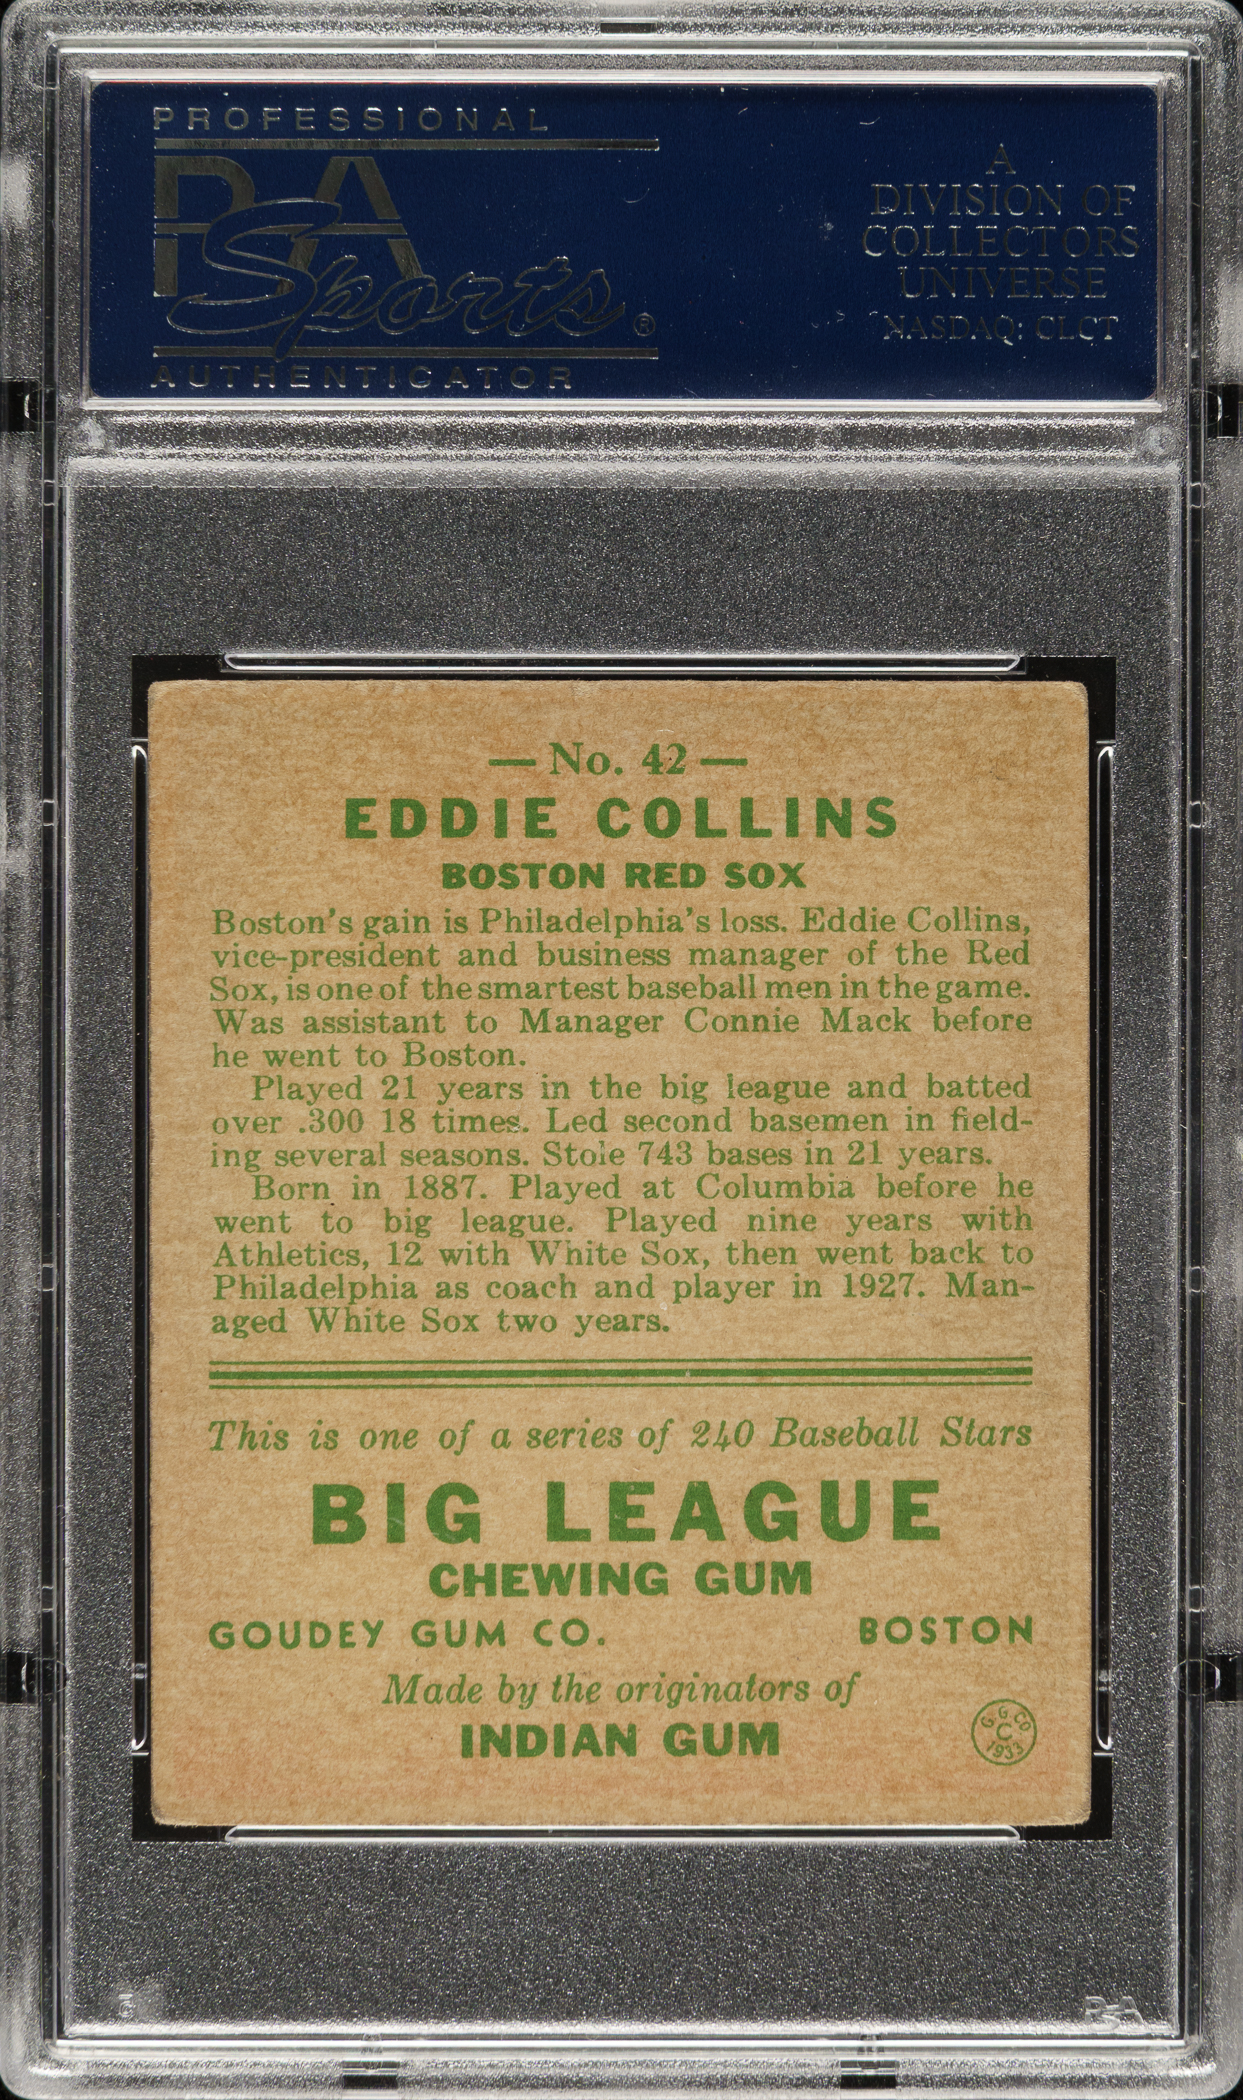 PROFESSIONAL
PSA
Sports ®
AUTHENTICATOR
A
DIVISION OF
COLLECTORS
UNIVERSE
NASDAQ: CLCT
— No. 42 —
EDDIE COLLINS
BOSTON RED SOX
Boston's gain is Philadelphia's loss. Eddie Collins,
vice-president and business manager of the Red
Sox, is one of the smartest baseball men in the game.
Was assistant to Manager Connie Mack before
he went to Boston.
Played 21 years in the big league and batted
over .300 18 times. Led second basemen in field-
ing several seasons. Stole 743 bases in 21 years.
Born in 1887. Played at Columbia before he
went to big league. Played nine years with
Athletics, 12 with White Sox, then went back to
Philadelphia as coach and player in 1927. Man-
aged White Sox two years.
This is one of a series of 240 Baseball Stars
BIG LEAGUE
CHEWING GUM
GOUDEY GUM CO. BOSTON
Made by the originators of
INDIAN GUM
G. G. CO.
C
1933
PSA